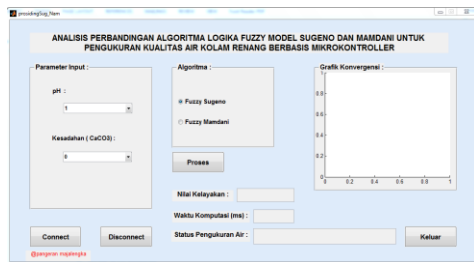 providingSug_Mam
ANALISIS PERBANDINGAN ALGORITMA LOGIKA FUZZY MODEL SUGENO DAN MAMDANI UNTUK
PENGUKURAN KUALITAS AIR KOLAM RENANG BERBASIS MIKROKONTROLLER
Parameter Input :
pH :
1
Kesadahan ( CaCO3) :
0
Connect
Disconnect
@pangeran majalengka
Algoritma :
Fuzzy Sugeno
Fuzzy Mamdani
Proses
Nilai Kelayakan :
Waktu Komputasi (ms) :
Status Pengukuran Air :
Grafik Konvergensi :
1
0.8
0.6
0.4
0.2
0
0 0.2 0.4 0.6 0.8 1
Keluar